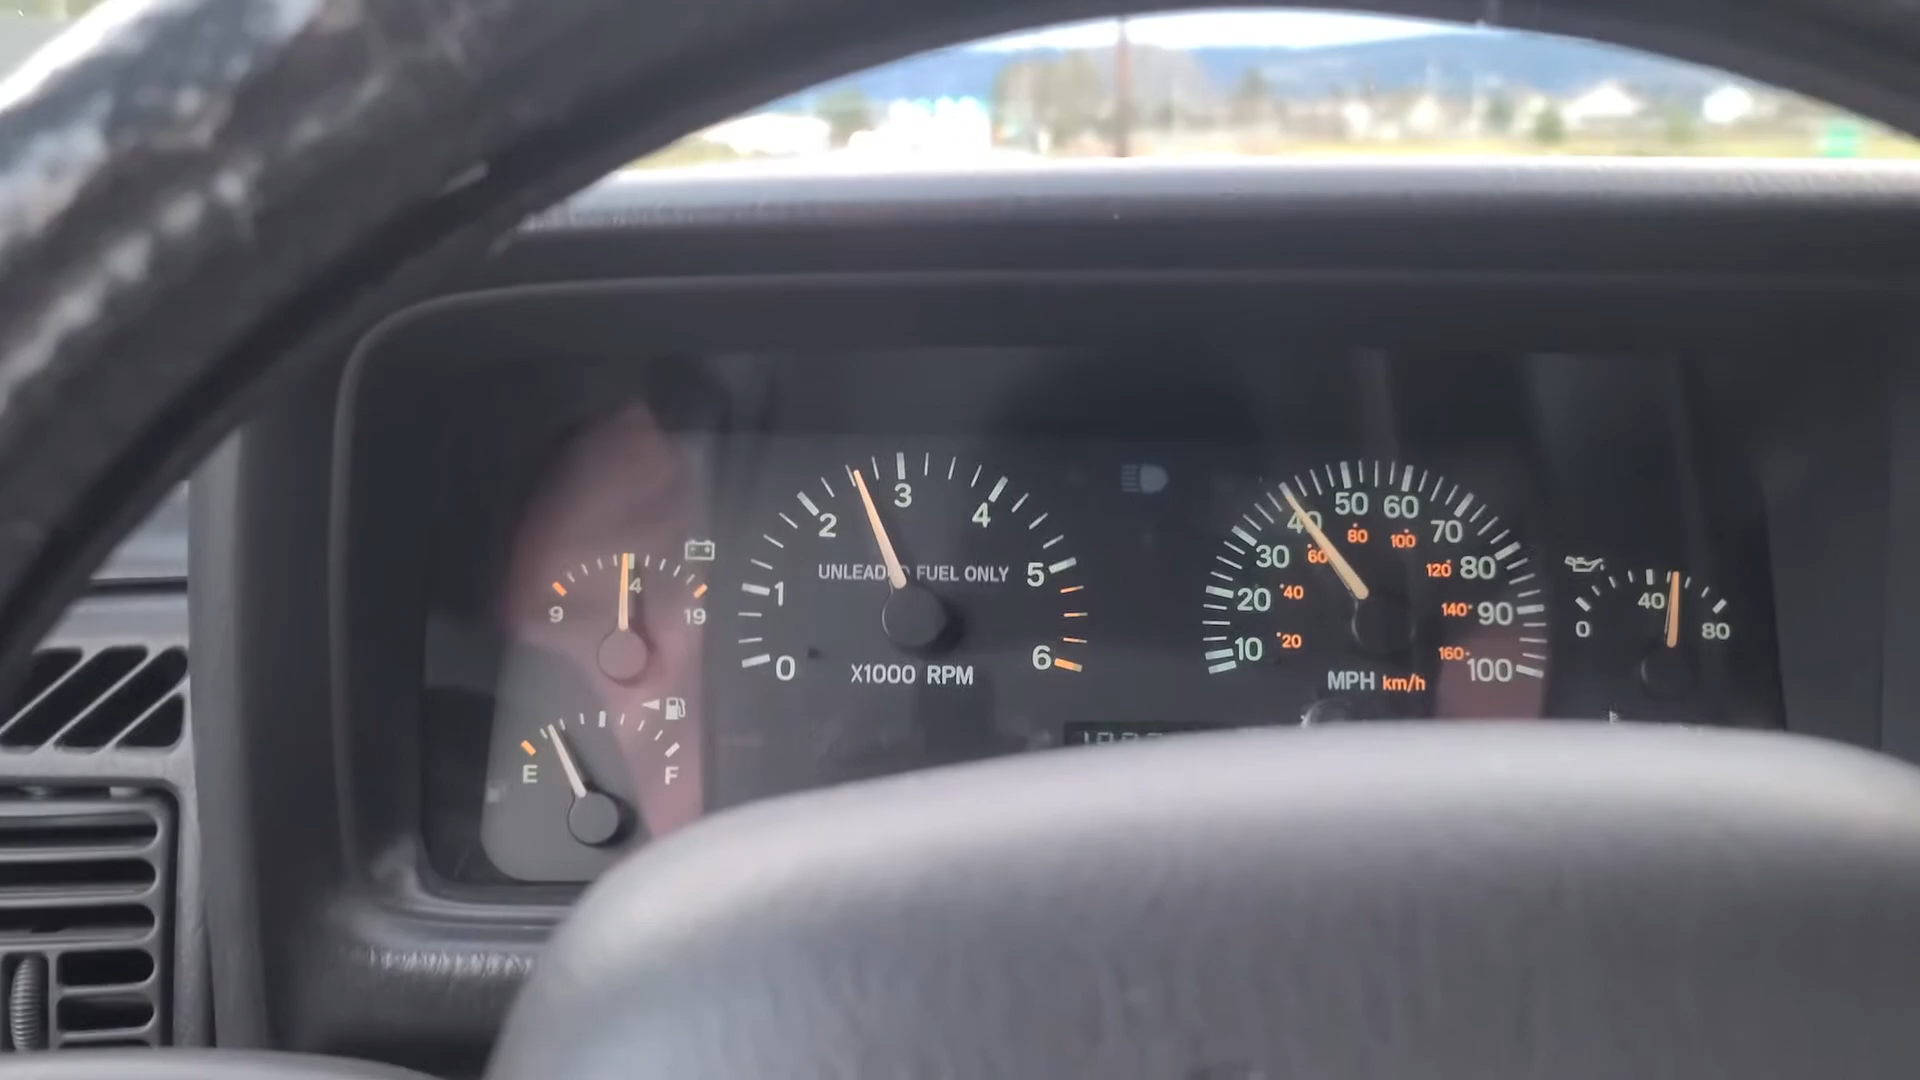 9 4 19
E F
0 1 2 3 4 5 6
UNLEADED FUEL ONLY
X1000 RPM
10 20 30 40 50 60 70 80 90 100
20 40 60 80 100 120 140 160
MPH km/h
0 40 80